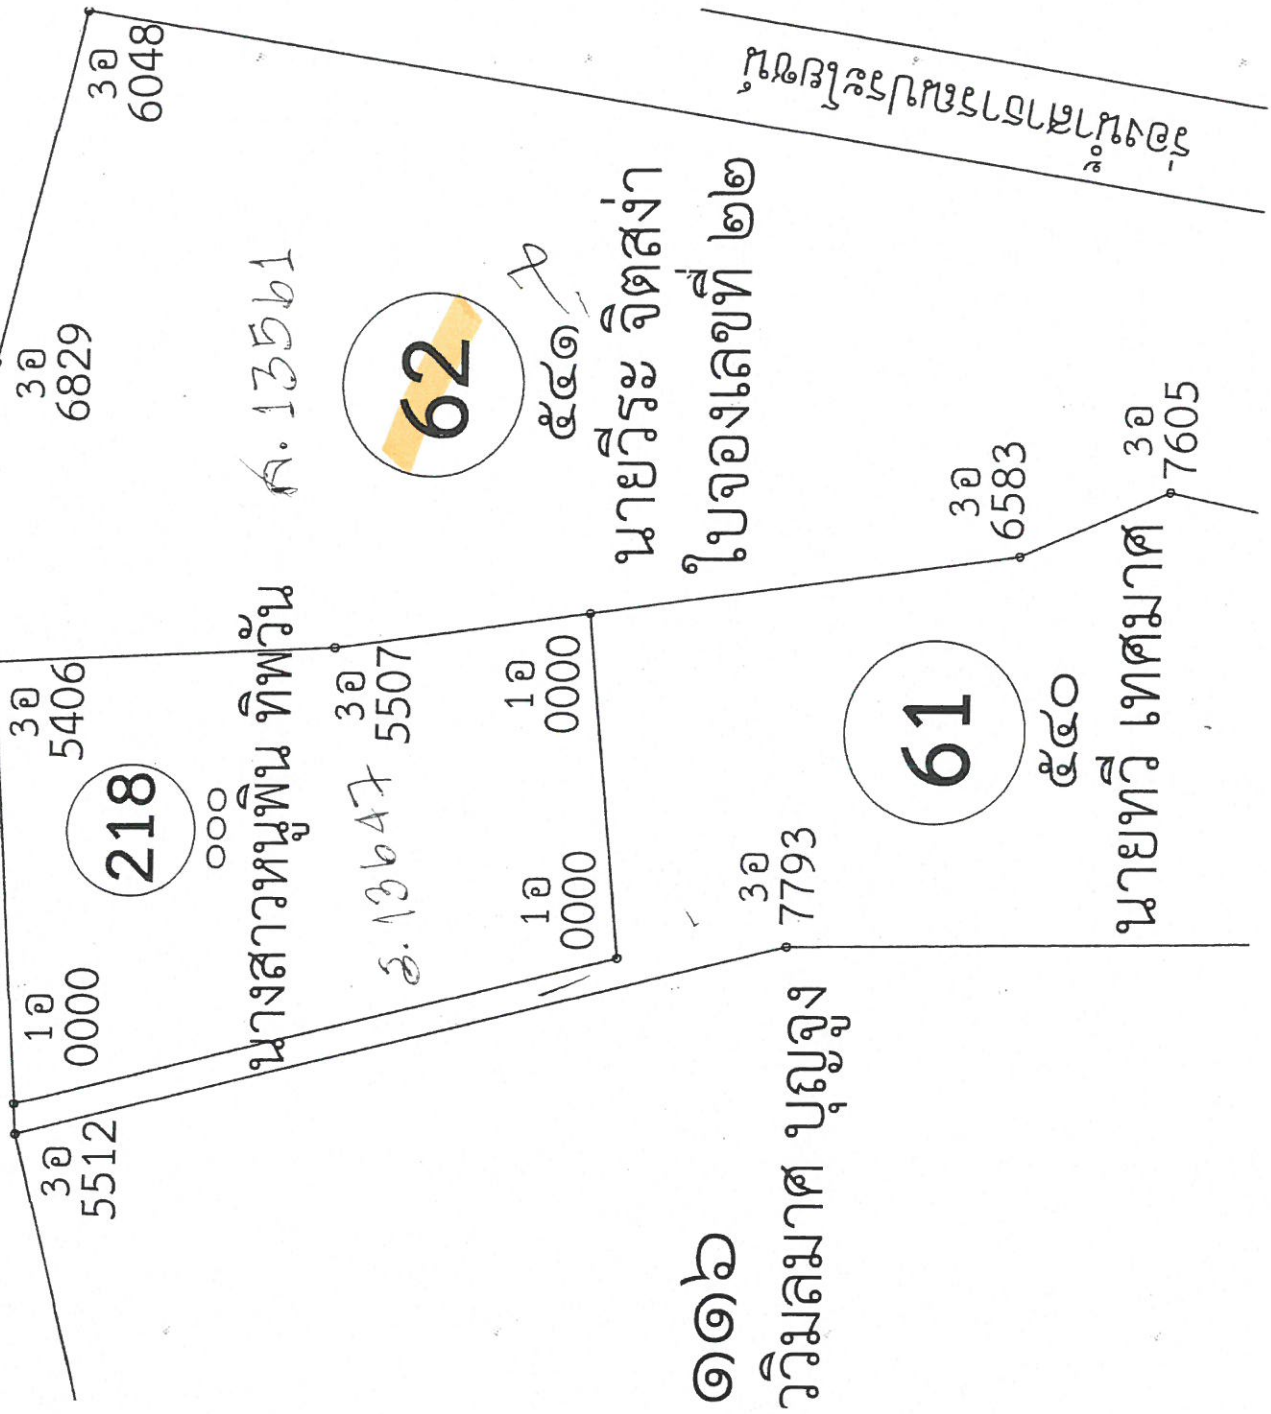 3อ
5512
1อ
0000
218
๐๐๐
นางสาวหนูพิน ทิพวัน
3อ
5406
3อ
6829
3อ
6048
13647
3อ
5507
13561
1อ
0000
1อ
0000
62
๕๔๑
นายวีระ จิตสง่า
ใบจองเลขที่ ๒๒
ร่องน้ำสาธารณประโยชน์
๑๑๖
วิมลมาศ บุญจูง
3อ
7793
61
๕๔๐
นายทวี เทศมาศ
3อ
6583
3อ
7605